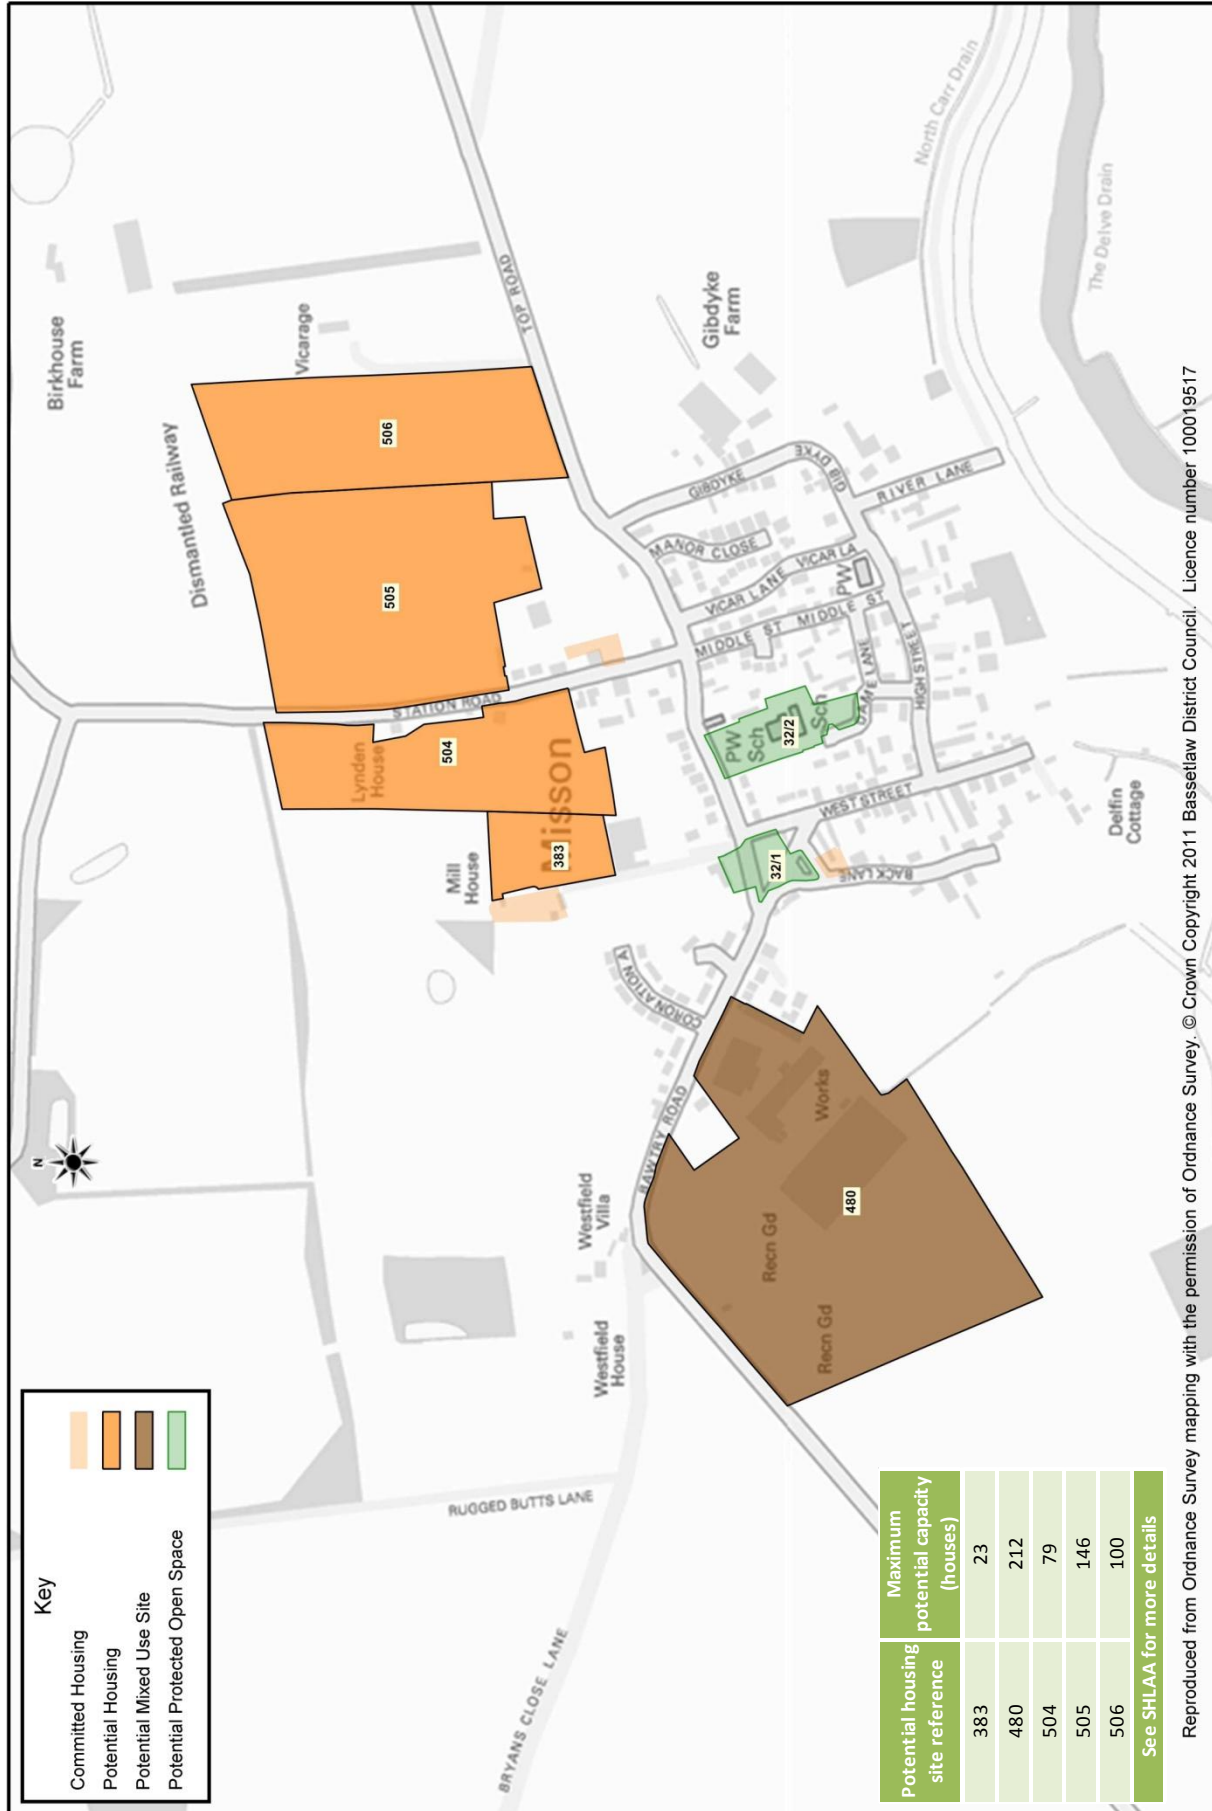 Key
Committed Housing
Potential Housing
Potential Mixed Use Site
Potential Protected Open Space
N
Birkhouse
Farm
Dismantled Railway
Vicarage
TOP ROAD
506
505
STATION ROAD
Lynden
House
504
Misson
Mill
House
383
Gibdyke
Farm
North Carr Drain
The Delve Drain
GIBDYKE
GIB DYKE
RIVER LANE
MANOR CLOSE
VICAR LANE
VICAR LA
PW
MIDDLE ST
MIDDLE ST
HIGH STREET
PW
Sch
32/2
Sch
WEST STREET
32/1
BACK LANE
Delfin
Cottage
CORONATION A
BAWTRY ROAD
Westfield
Villa
Westfield
House
Works
480
Recn Gd
Recn Gd
RUGGED BUTTS LANE
BRYANS CLOSE LANE
Potential housing
site reference
Maximum
potential capacity
(houses)
383 23
480 212
504 79
505 146
506 100
See SHLAA for more details
Reproduced from Ordnance Survey mapping with the permission of Ordnance Survey. © Crown Copyright 2011 Bassetlaw District Council. Licence number 100019517